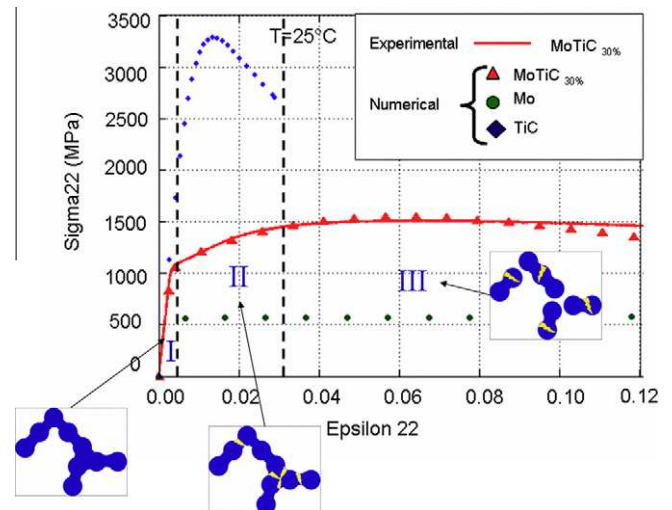 3500
3000
2500
2000
1500
1000
500
0
Sigma22 (MPa)
T=25°C
Experimental MoTiC 30%
Numerical
MoTiC 30%
Mo
TiC
I
II
III
0.00 0.02 0.04 0.06 0.08 0.10 0.12
Epsilon 22